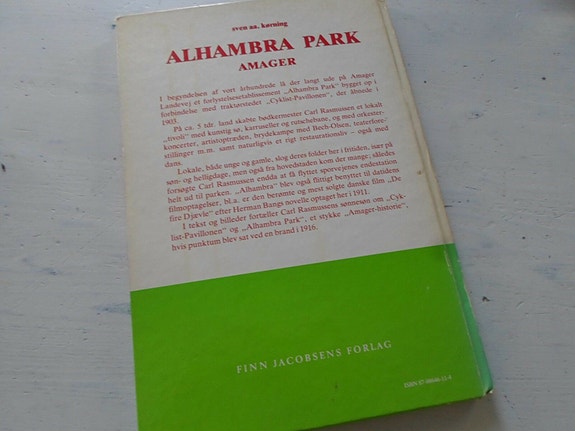 sven aa. kørning
ALHAMBRA PARK
AMAGER
I begyndelsen af vort århundrede lå der langt ude på Amager
Landevej et forlystelsesetablissement „Alhambra Park“ bygget op i
forbindelse med traktørstedet „Cyklist-Pavillonen“, der åbnede i
1905.
På ca. 5 tdr. land skabte bødkermester Carl Rasmussen et lokalt
„tivoli“ med kunstig sø, karruseller og rutschebane, og med orkester-
koncerter, artistoptræden, brydekampe med Bech-Olsen, teaterfore-
stillinger m.m. samt naturligvis et rigt restaurationsliv – også med
dans.
Lokale, både unge og gamle, slog deres folder her i fritiden, især på
søn- og helligdage, men også fra hovedstaden kom der mange; således
forsøgte Carl Rasmussen endda at få flyttet sporvejenes endestation
helt ud til parken. „Alhambra“ blev også flittigt benyttet til datidens
filmoptagelser, bl.a. er den berømte og mest solgte danske film „De
fire Djævle“ efter Herman Bangs novelle optaget her i 1911.
I tekst og billeder fortæller Carl Rasmussens sønnesøn om „Cyk-
list-Pavillonen“ og „Alhambra Park“, et stykke „Amager-historie“,
hvis punktum blev sat ved en brand i 1916.
FINN JACOBSENS FORLAG
ISBN